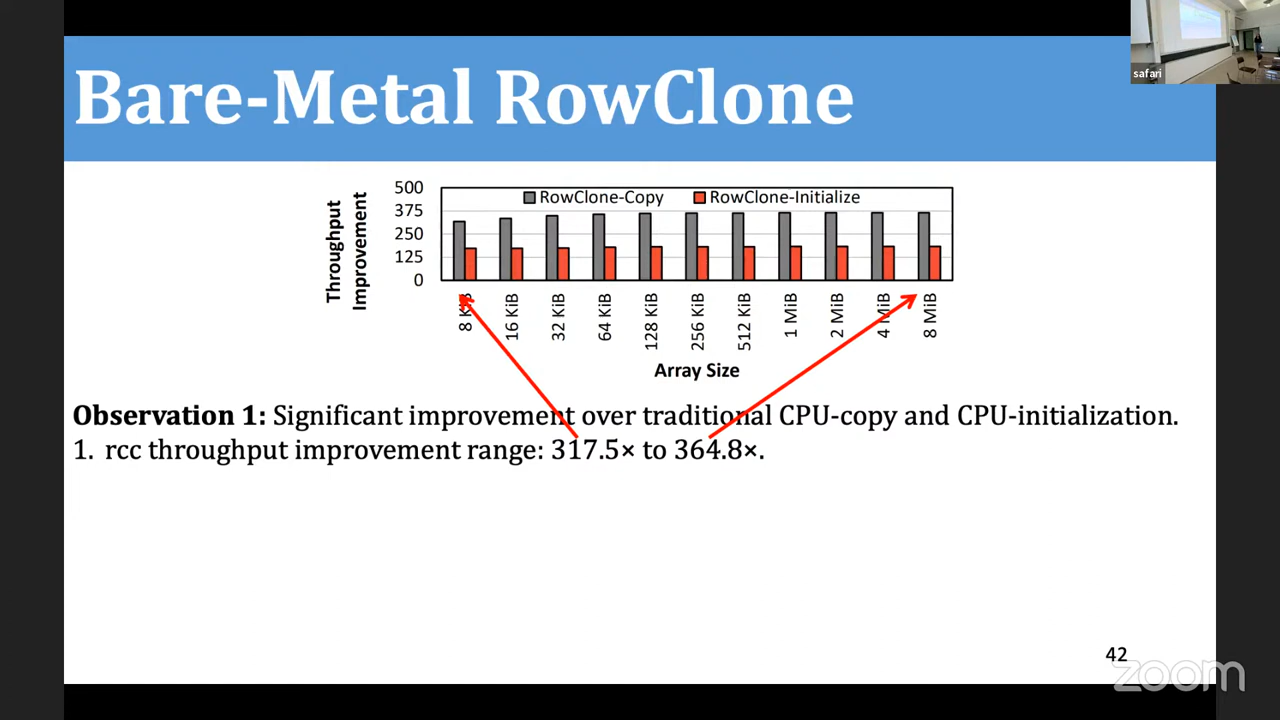 safari
Bare-Metal RowClone
Throughput
Improvement
500
375
250
125
0
RowClone-Copy
RowClone-Initialize
8 KiB
16 KiB
32 KiB
64 KiB
128 KiB
256 KiB
512 KiB
1 MiB
2 MiB
4 MiB
8 MiB
Array Size
Observation 1: Significant improvement over traditional CPU-copy and CPU-initialization.
1. rcc throughput improvement range: 317.5× to 364.8×.
42
zoom